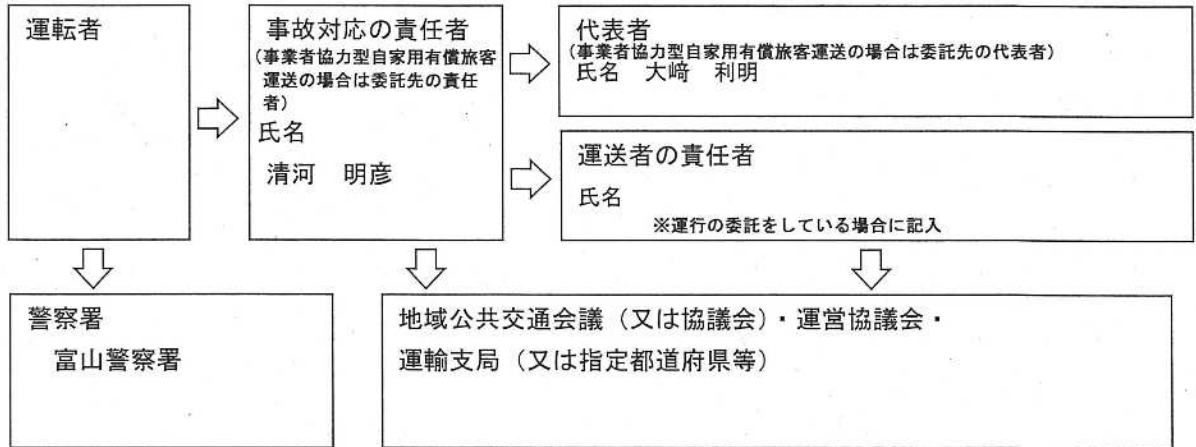 運転者
事故対応の責任者
(事業者協力型自家用有償旅客
運送の場合は委託先の責任
者)
氏名
清河 明彦
代表者
(事業者協力型自家用有償旅客運送の場合は委託先の代表者)
氏名 大﨑 利明
運送者の責任者
氏名
※運行の委託をしている場合に記入
警察署
富山警察署
地域公共交通会議(又は協議会)・運営協議会・
運輸支局(又は指定都道府県等)